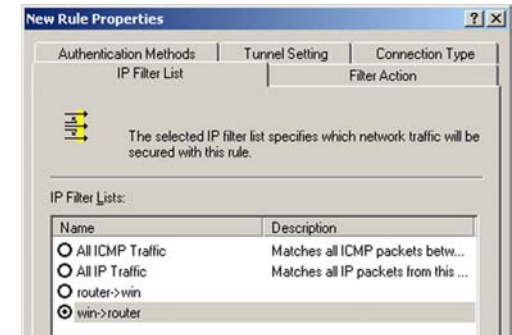 New Rule Properties
Authentication Methods Tunnel Setting Connection Type
IP Filter List Filter Action
The selected IP filter list specifies which network traffic will be
secured with this rule.
IP Filter Lists:
Name Description
All ICMP Traffic Matches all ICMP packets betw...
All IP Traffic Matches all IP packets from this ...
router->win
win->router